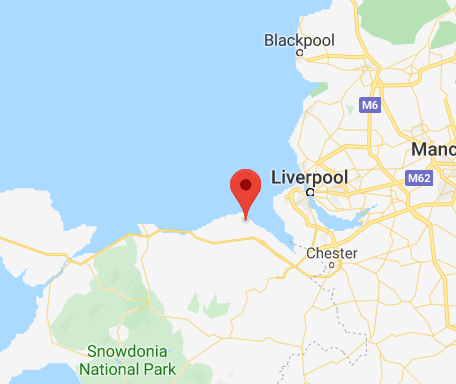 Blackpool
M6
Manc
Liverpool
M62
Chester
Snowdonia
National Park